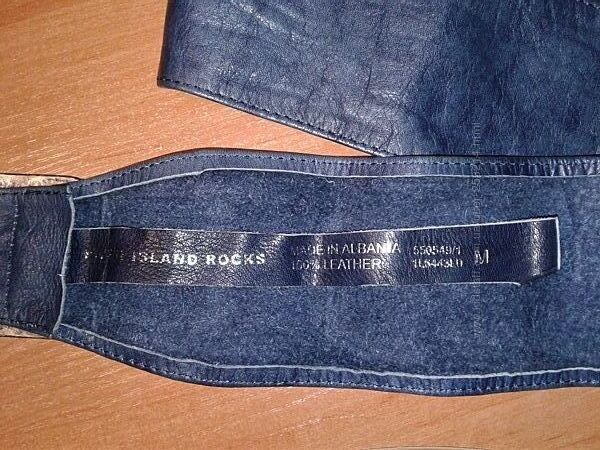 ISLAND ROCKS
MADE IN ALBANIA
100% LEATHER
550549/1
M